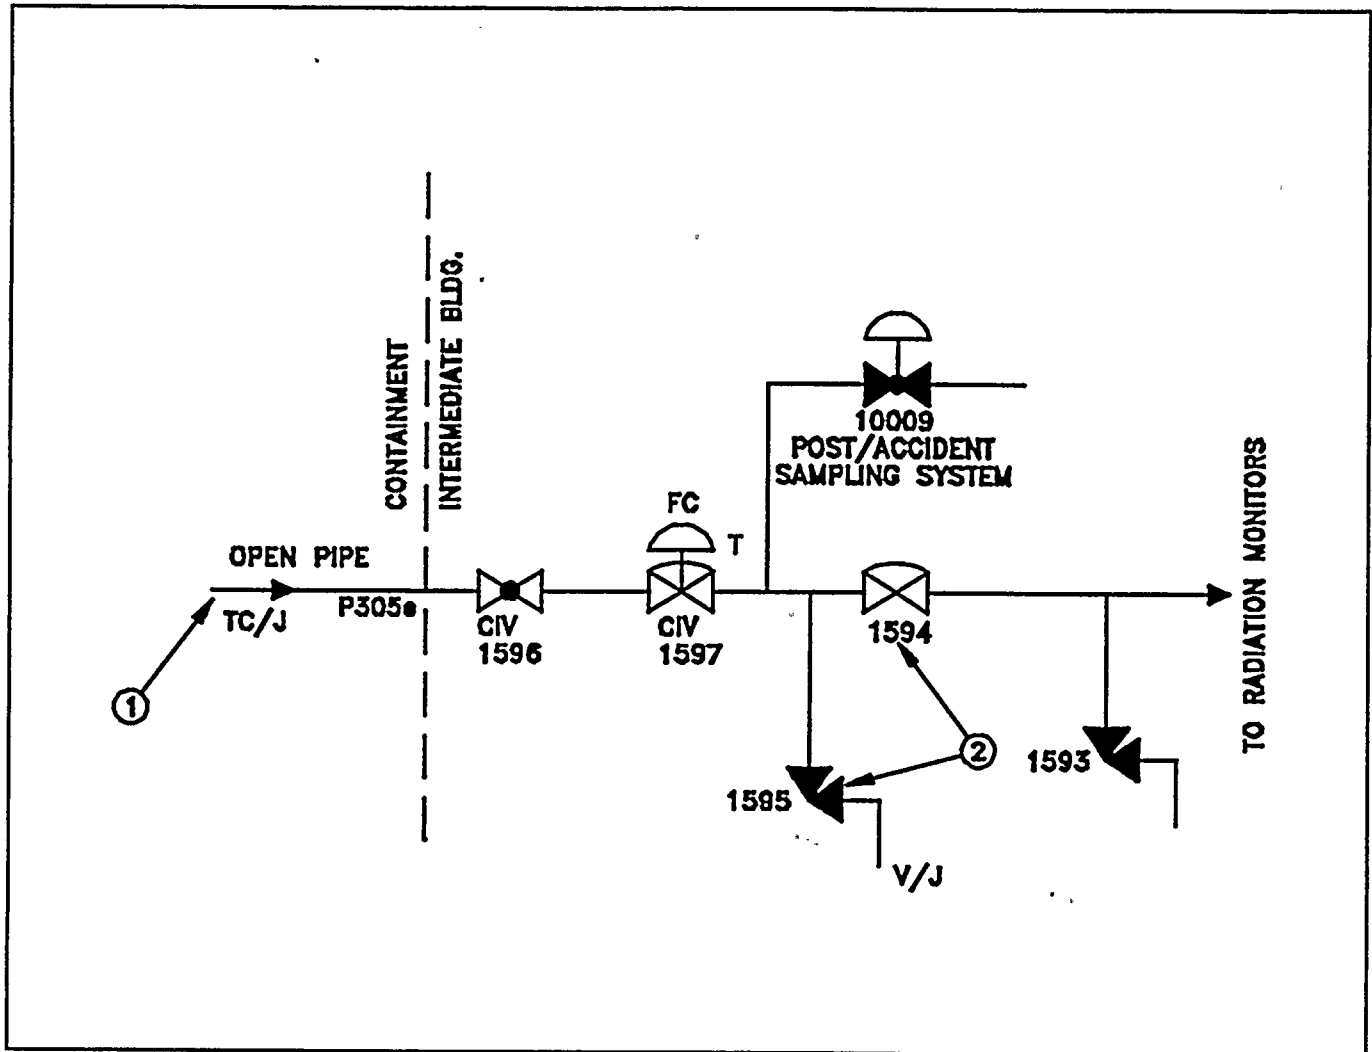 CONTAINMENT
INTERMEDIATE BLDG.
10009
POST/ACCIDENT
SAMPLING SYSTEM
FC
T
OPEN PIPE
TC/J
P305e
CIV
1596
CIV
1597
1594
TO RADIATION MONITORS
1
2
1593
1595
V/J